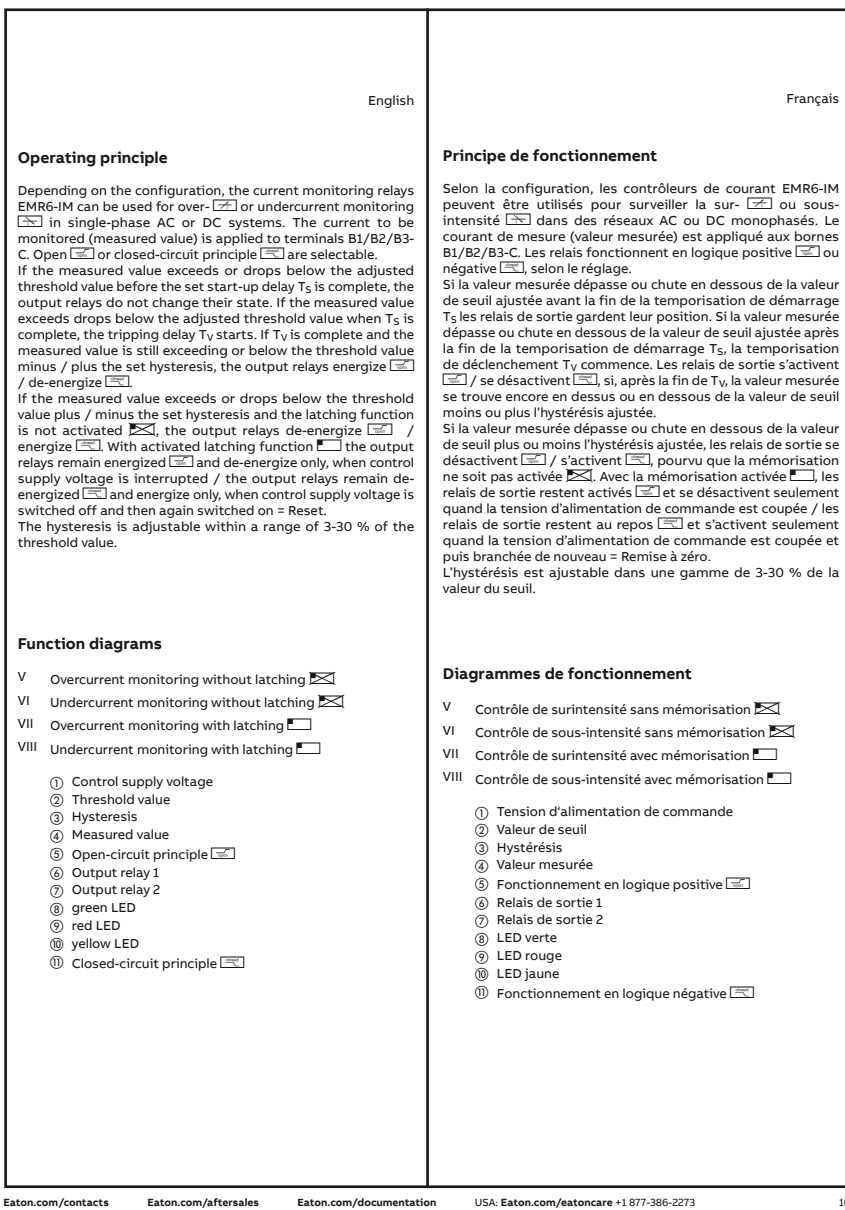 English
Operating principle
Depending on the configuration, the current monitoring relays
EMR6-IM can be used for over- or undercurrent monitoring
in single-phase AC or DC systems. The current to be
monitored (measured value) is applied to terminals B1/B2/B3-
C. Open open or closed-circuit principle closed are selectable.
If the measured value exceeds or drops below the adjusted
threshold value before the set start-up delay TS is complete, the
output relays do not change their state. If the measured value
exceeds drops below the adjusted threshold value when TS is
complete, the tripping delay TV starts. If TV is complete and the
measured value is still exceeding or below the threshold value
minus / plus the set hysteresis, the output relays energize open
/ de-energize closed.
If the measured value exceeds or drops below the threshold
value plus / minus the set hysteresis and the latching function
is not activated , the output relays de-energize open /
energize closed. With activated latching function the output
relays remain energized open and de-energize only, when control
supply voltage is interrupted / the output relays remain de-
energized closed and energize only, when control supply voltage is
switched off and then again switched on = Reset.
The hysteresis is adjustable within a range of 3-30 % of the
threshold value.
Function diagrams
V Overcurrent monitoring without latching
VI Undercurrent monitoring without latching
VII Overcurrent monitoring with latching
VIII Undercurrent monitoring with latching
① Control supply voltage
② Threshold value
③ Hysteresis
④ Measured value
⑤ Open-circuit principle open
⑥ Output relay 1
⑦ Output relay 2
⑧ green LED
⑨ red LED
⑩ yellow LED
⑪ Closed-circuit principle closed
Français
Principe de fonctionnement
Selon la configuration, les contrôleurs de courant EMR6-IM
peuvent être utilisés pour surveiller la sur- ou sous-
intensité dans des réseaux AC ou DC monophasés. Le
courant de mesure (valeur mesurée) est appliqué aux bornes
B1/B2/B3-C. Les relais fonctionnent en logique positive open ou
négative closed, selon le réglage.
Si la valeur mesurée dépasse ou chute en dessous de la valeur
de seuil ajustée avant la fin de la temporisation de démarrage
TS les relais de sortie gardent leur position. Si la valeur mesurée
dépasse ou chute en dessous de la valeur de seuil ajustée après
la fin de la temporisation de démarrage TS, la temporisation
de déclenchement TV commence. Les relais de sortie s'activent
open / se désactivent closed, si, après la fin de TV, la valeur mesurée
se trouve encore en dessus ou en dessous de la valeur de seuil
moins ou plus l'hystérésis ajustée.
Si la valeur mesurée dépasse ou chute en dessous de la valeur
de seuil plus ou moins l'hystérésis ajustée, les relais de sortie se
désactivent open / s'activent closed, pourvu que la mémorisation
ne soit pas activée . Avec la mémorisation activée , les
relais de sortie restent activés open et se désactivent seulement
quand la tension d'alimentation de commande est coupée / les
relais de sortie restent au repos closed et s'activent seulement
quand la tension d'alimentation de commande est coupée et
puis branchée de nouveau = Remise à zéro.
L'hystérésis est ajustable dans une gamme de 3-30 % de la
valeur du seuil.
Diagrammes de fonctionnement
V Contrôle de surintensité sans mémorisation
VI Contrôle de sous-intensité sans mémorisation
VII Contrôle de surintensité avec mémorisation
VIII Contrôle de sous-intensité avec mémorisation
① Tension d'alimentation de commande
② Valeur de seuil
③ Hystérésis
④ Valeur mesurée
⑤ Fonctionnement en logique positive open
⑥ Relais de sortie 1
⑦ Relais de sortie 2
⑧ LED verte
⑨ LED rouge
⑩ LED jaune
⑪ Fonctionnement en logique négative closed
Eaton.com/contacts Eaton.com/aftersales Eaton.com/documentation USA: Eaton.com/eatoncare +1 877-386-2273